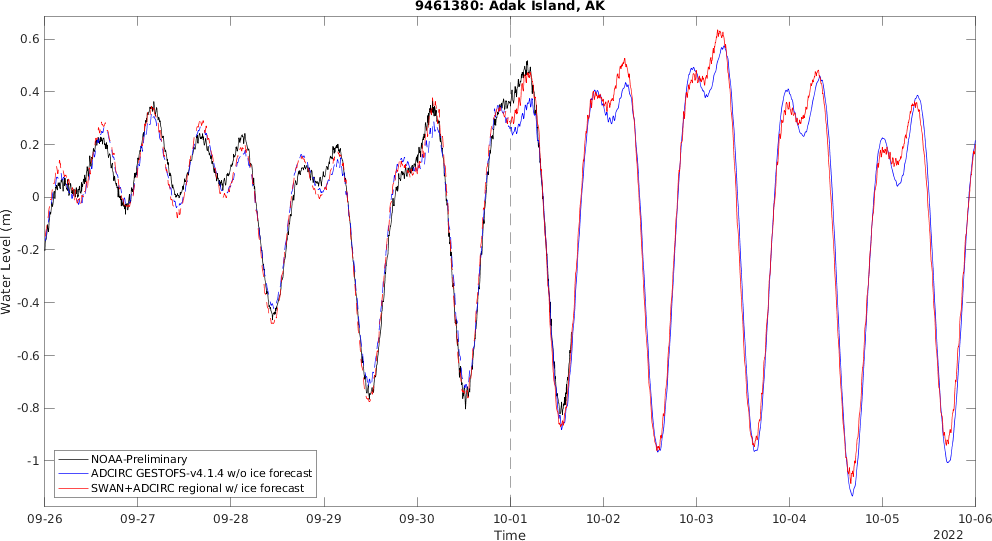 9461380: Adak Island, AK
0.6
0.4
0.2
0
-0.2
-0.4
-0.6
-0.8
-1
Water Level (m)
NOAA-Preliminary
ADCIRC GESTOFS-v4.1.4 w/o ice forecast
SWAN+ADCIRC regional w/ ice forecast
09-26 09-27 09-28 09-29 09-30 10-01 10-02 10-03 10-04 10-05 10-06
Time
2022